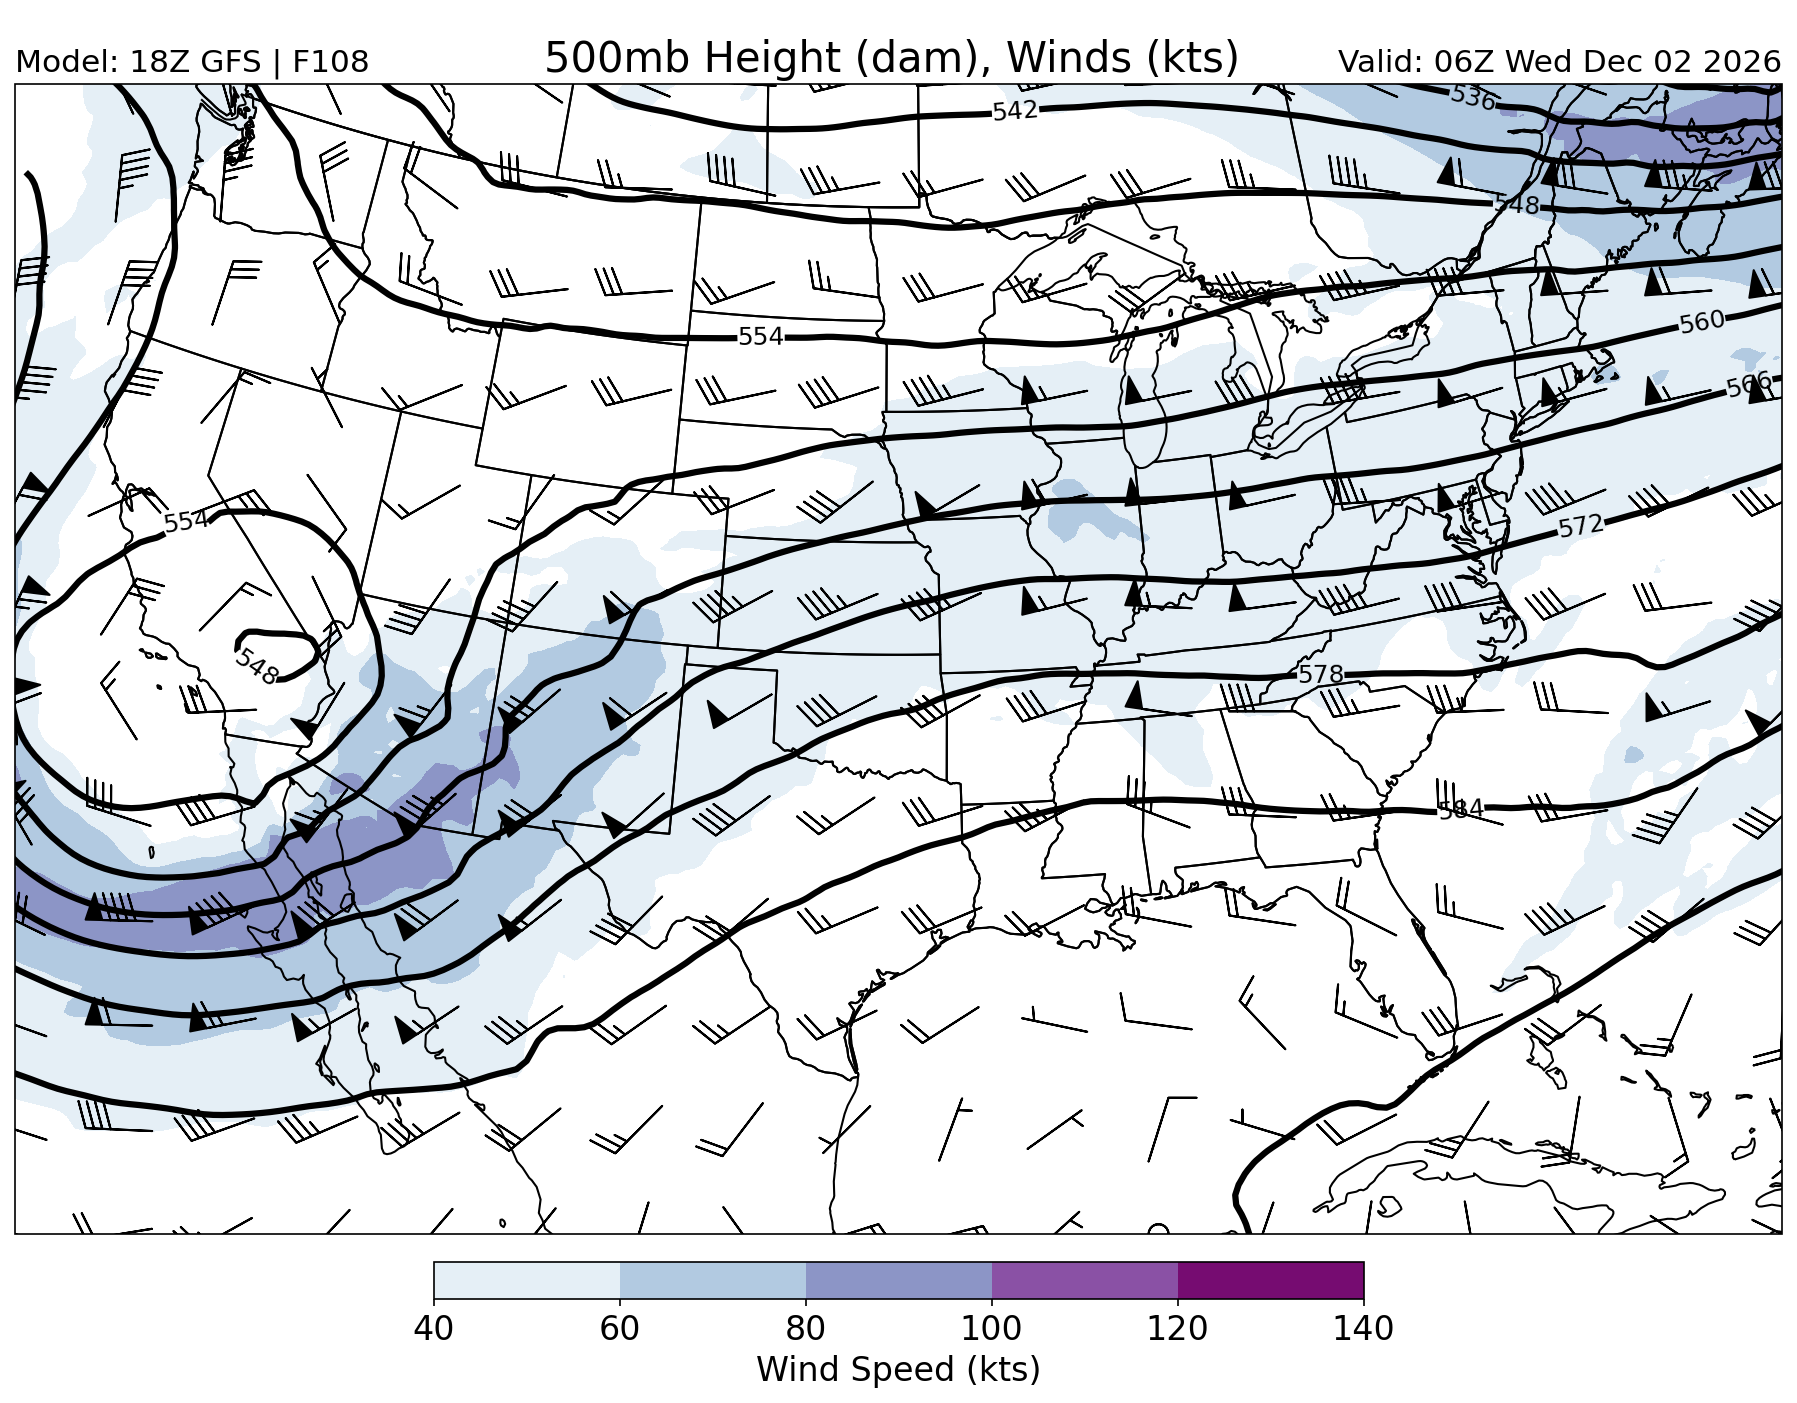 Model: 18Z GFS | F108
500mb Height (dam), Winds (kts)
Valid: 06Z Wed Dec 02 2026
536
542
548
554
560
566
554
572
548
578
584
40 60 80 100 120 140
Wind Speed (kts)